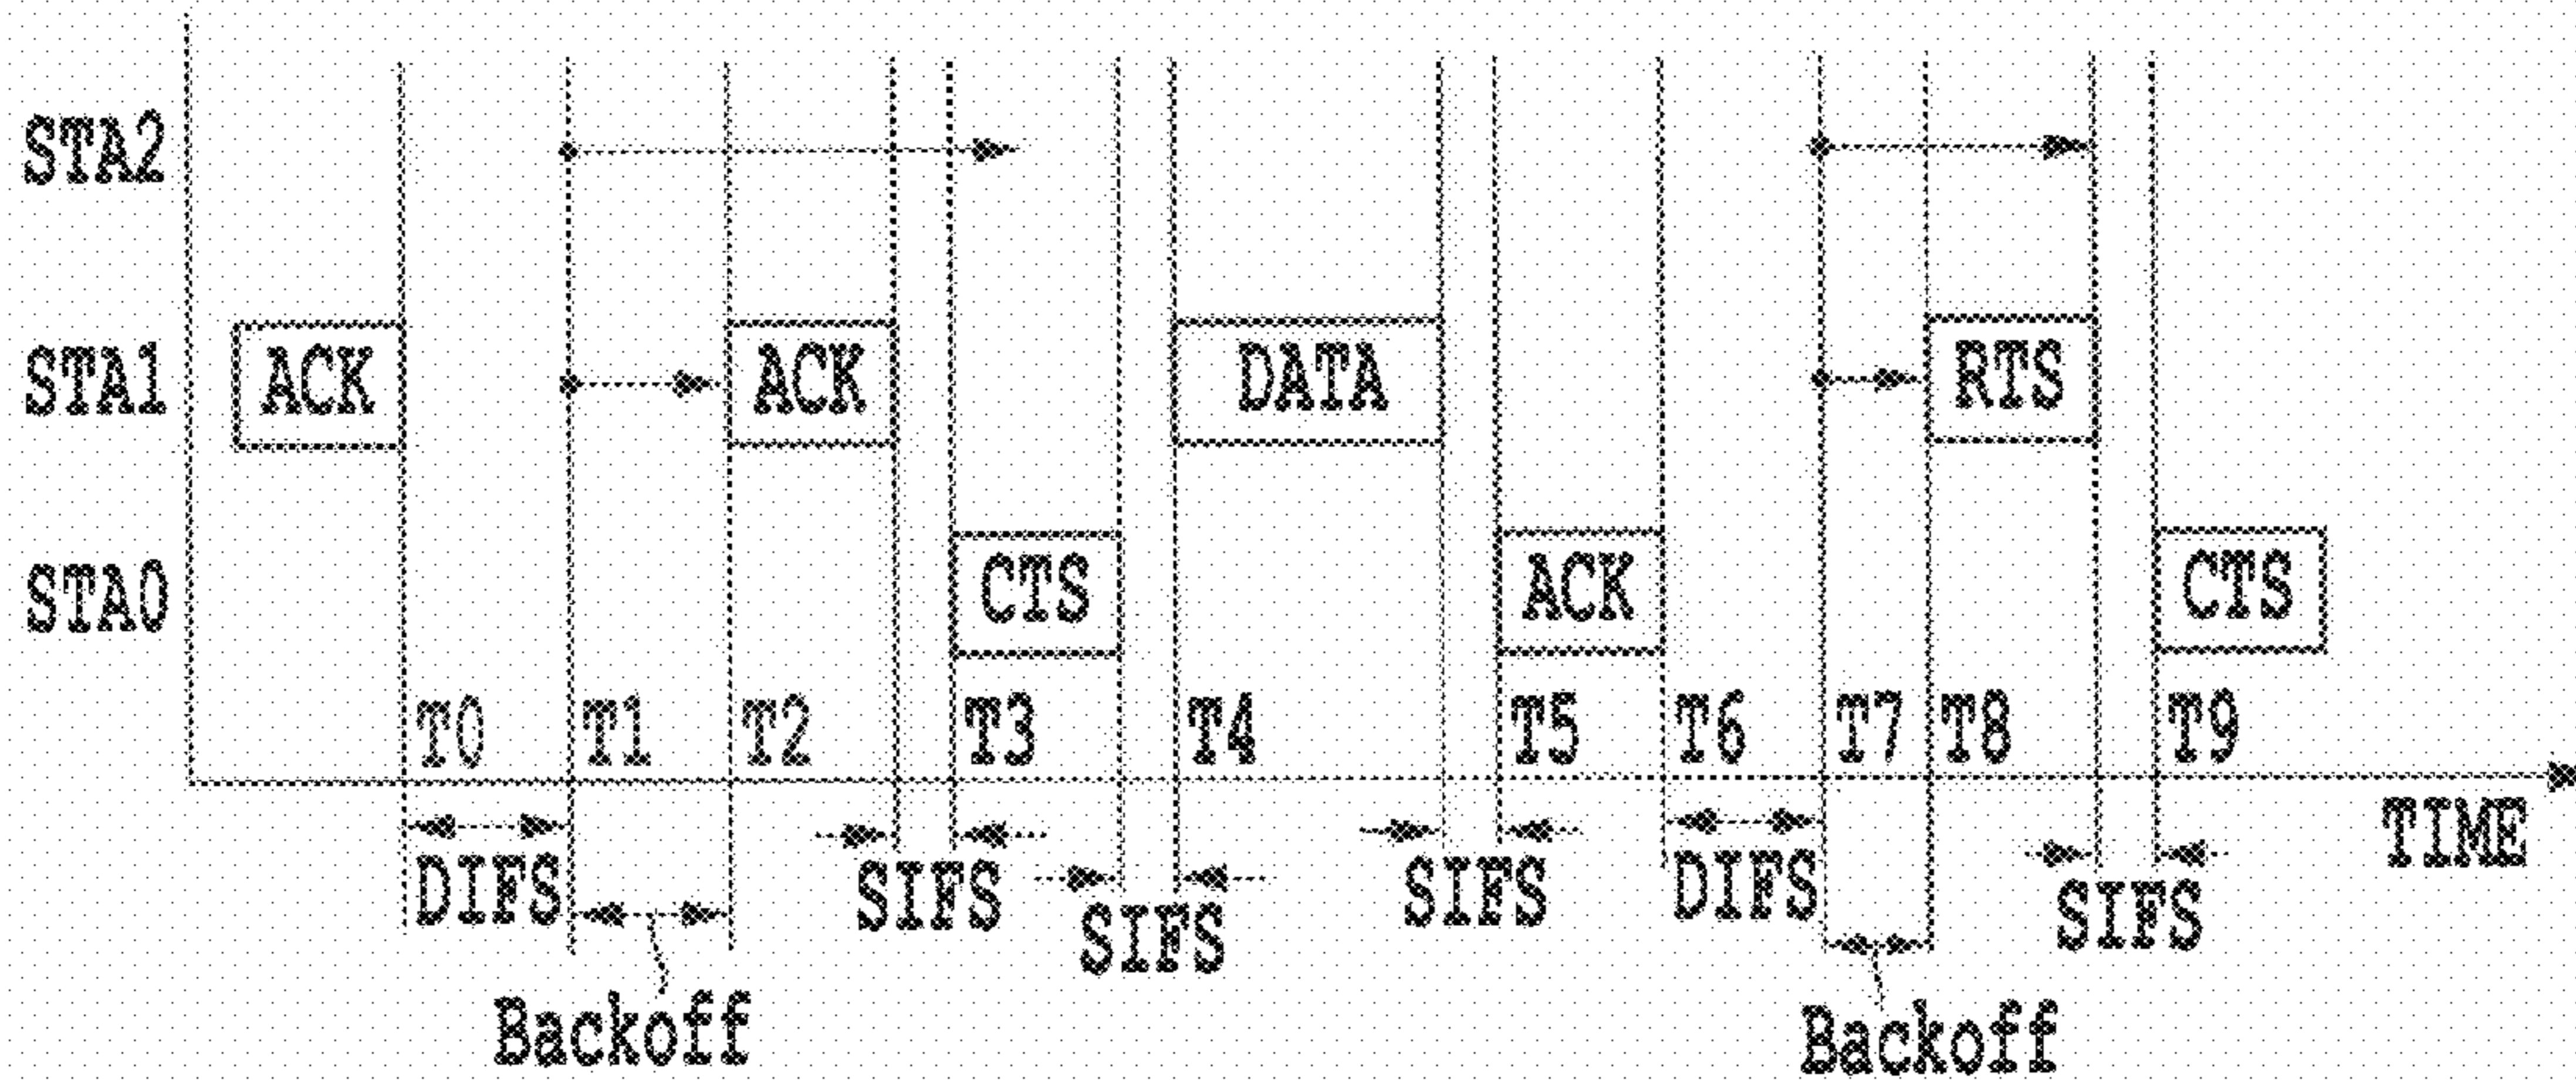 STA2
STA1 ACK ACK DATA RTS
STA0 CTS ACK CTS
T0 T1 T2 T3 T4 T5 T6 T7 T8 T9
TIME
DIFS SIFS SIFS SIFS DIFS SIFS
Backoff Backoff